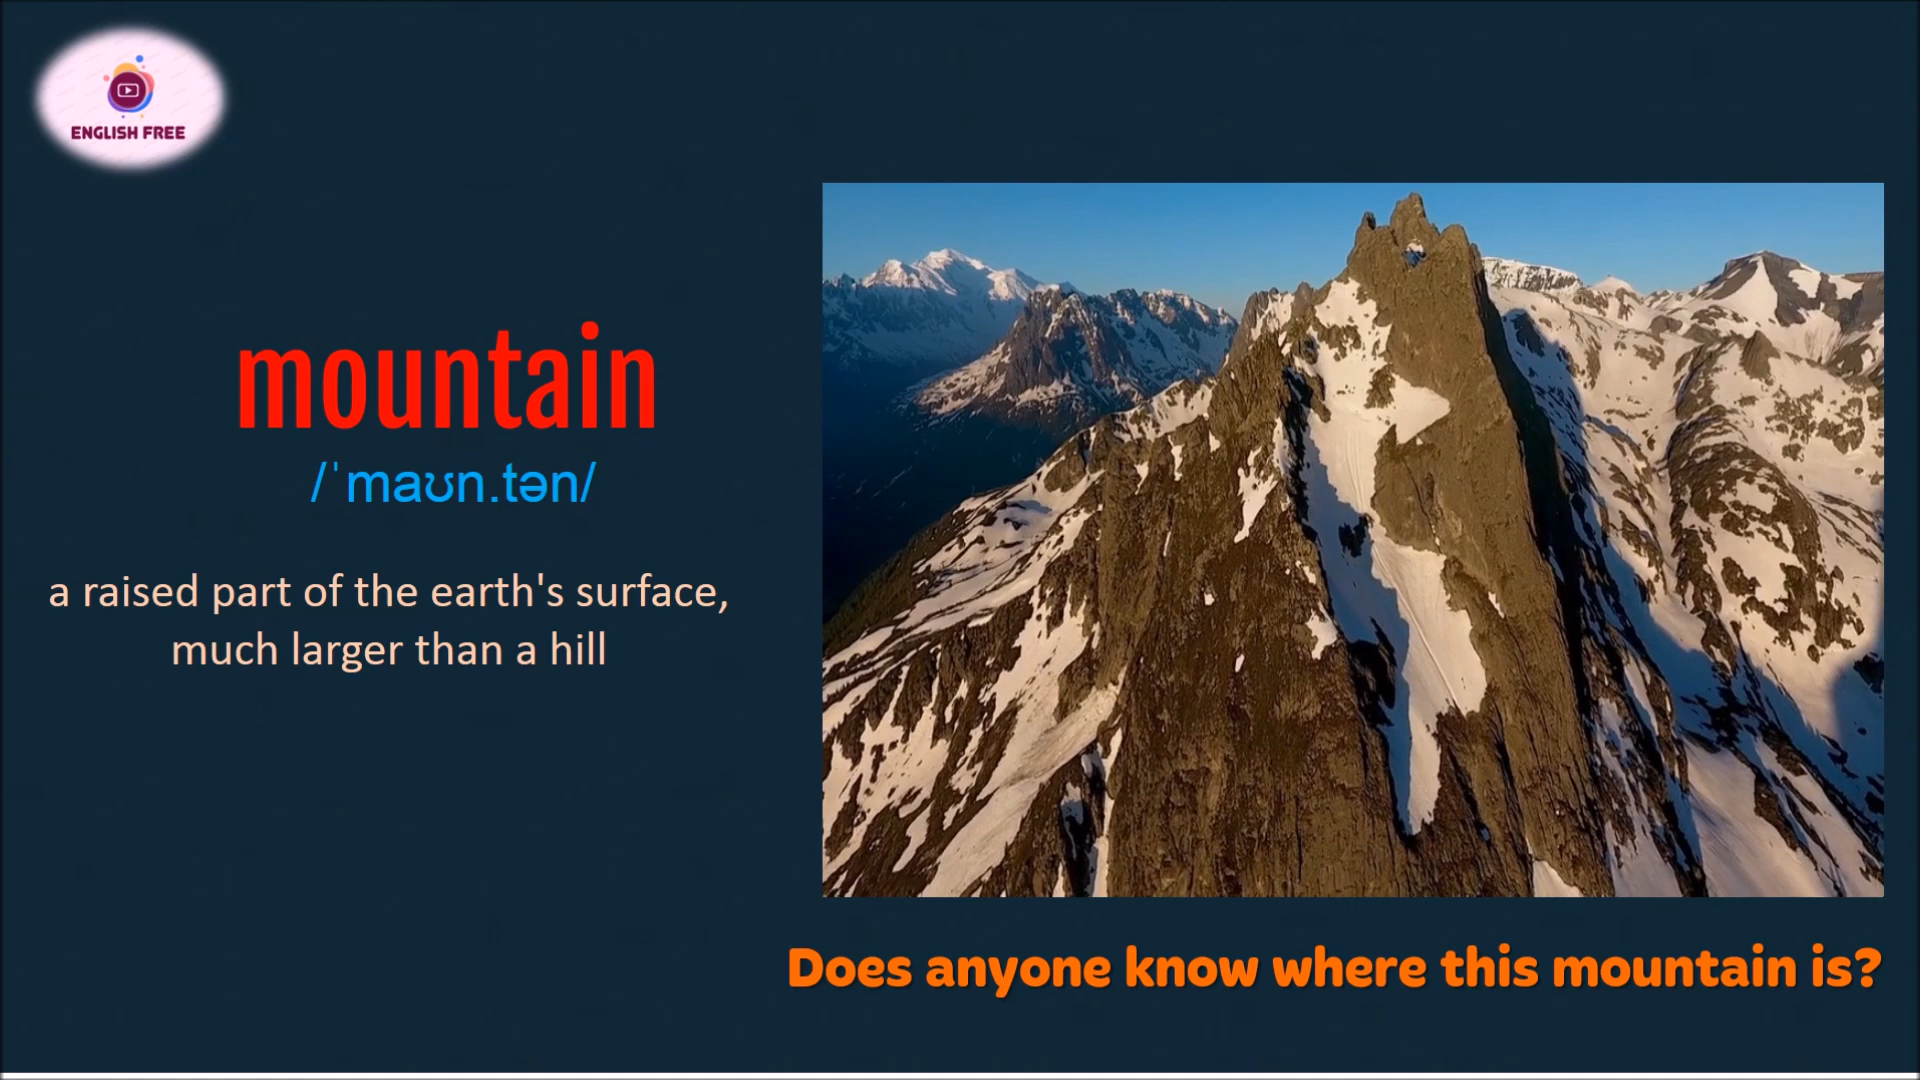 ENGLISH FREE
mountain
/ˈmaʊn.tən/
a raised part of the earth's surface,
much larger than a hill
Does anyone know where this mountain is?